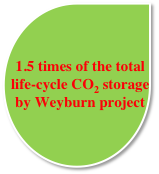 1.5 times of the total
life-cycle CO₂ storage
by Weyburn project